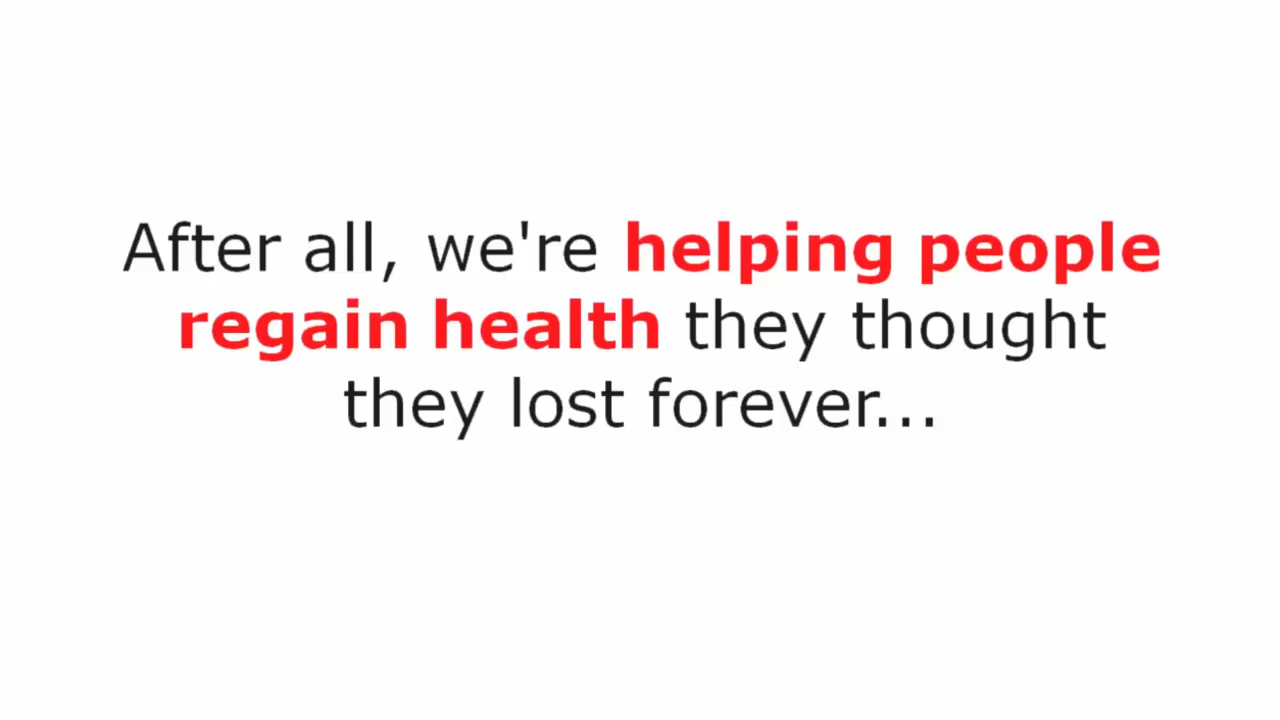 After all, we're helping people
regain health they thought
they lost forever...